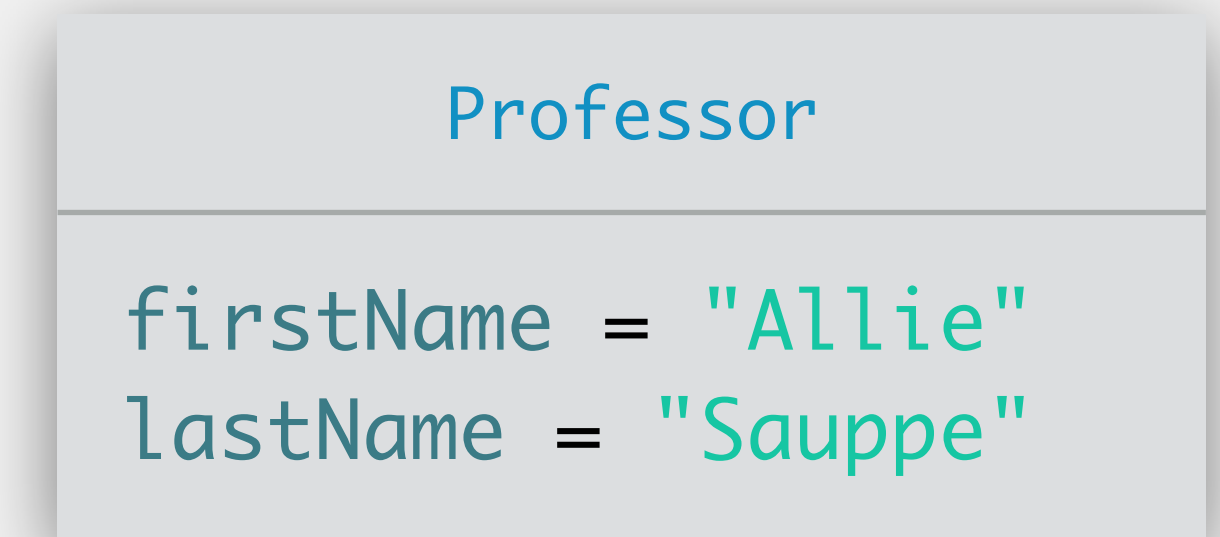 Professor
firstName = "Allie"
lastName = "Sauppe"